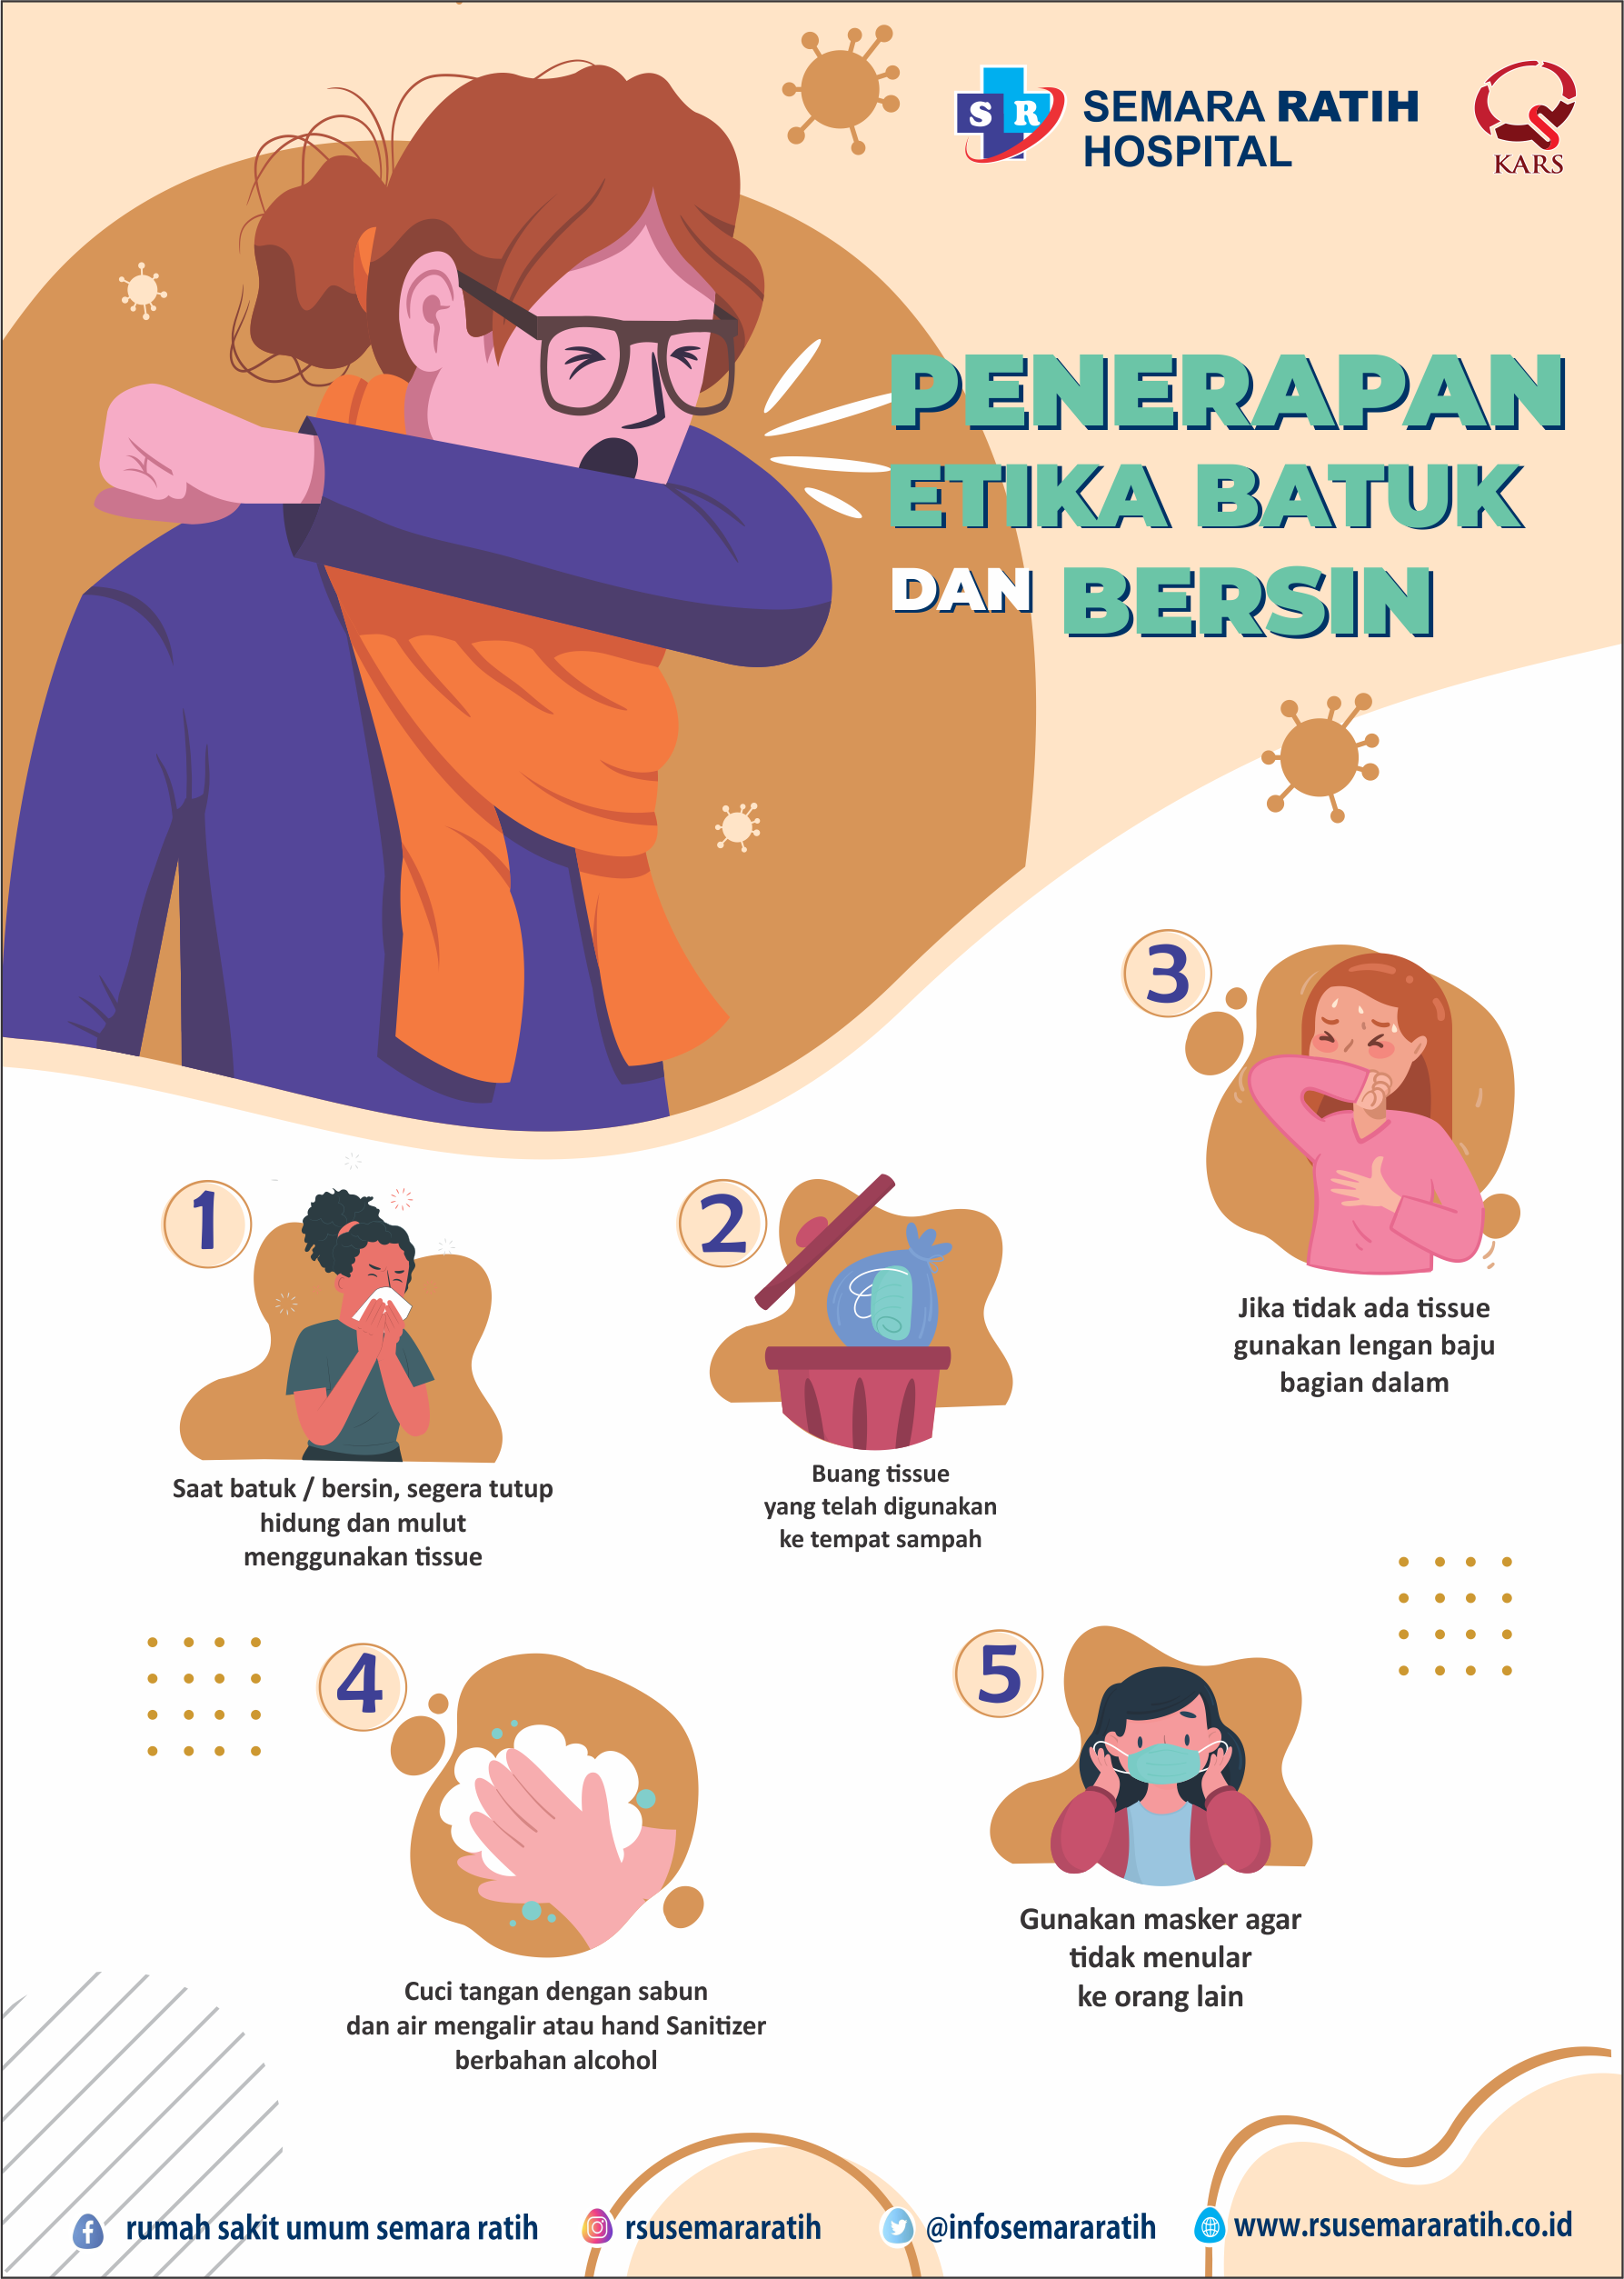 SR
SEMARA RATIH
HOSPITAL
KARS
PENERAPAN
ETIKA BATUK
DAN BERSIN
1
Saat batuk / bersin, segera tutup
hidung dan mulut
menggunakan tissue
2
Buang tissue
yang telah digunakan
ke tempat sampah
3
Jika tidak ada tissue
gunakan lengan baju
bagian dalam
4
Cuci tangan dengan sabun
dan air mengalir atau hand Sanitizer
berbahan alcohol
5
Gunakan masker agar
tidak menular
ke orang lain
rumah sakit umum semara ratih
rsusemararatih
@infosemararatih
www.rsusemararatih.co.id